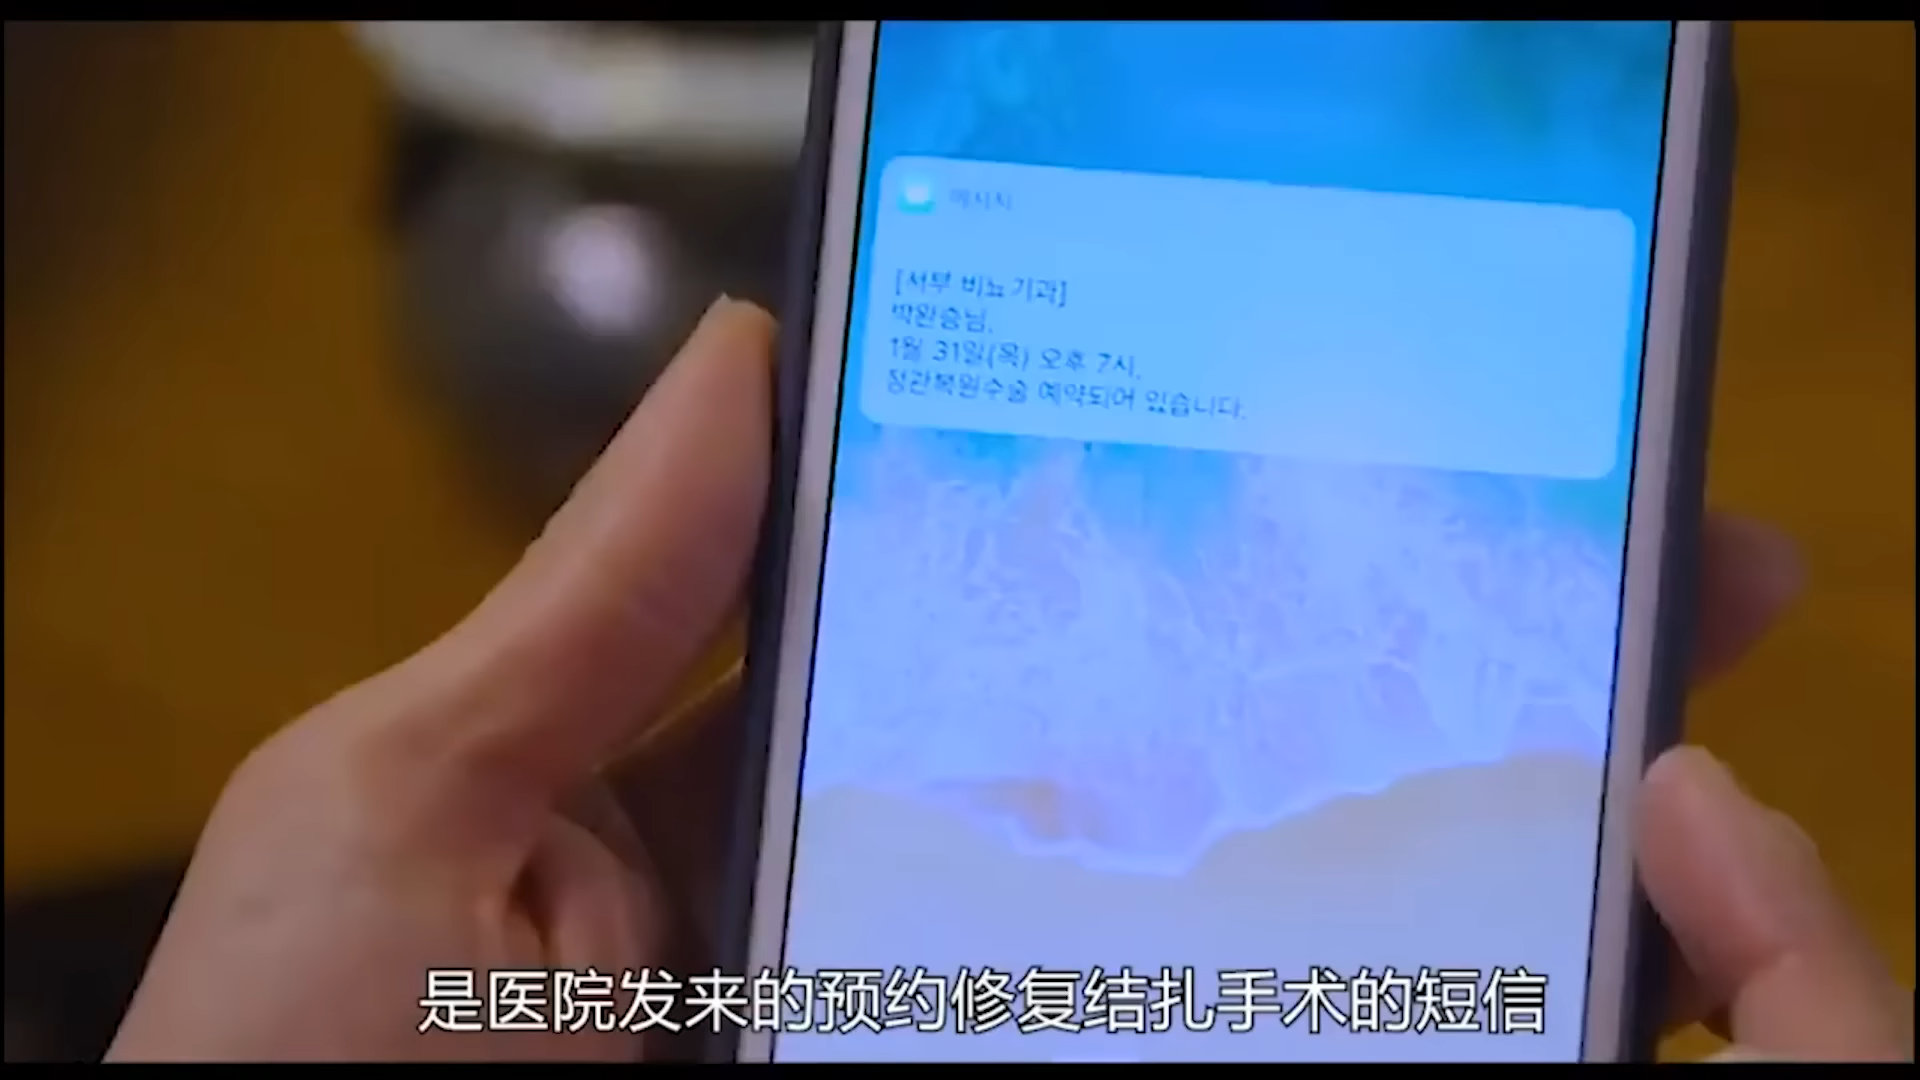 메시지
[서부 비뇨기과]
박완승님,
1월 31일(목) 오후 7시,
정관복원수술 예약되어 있습니다.
是医院发来的预约修复结扎手术的短信